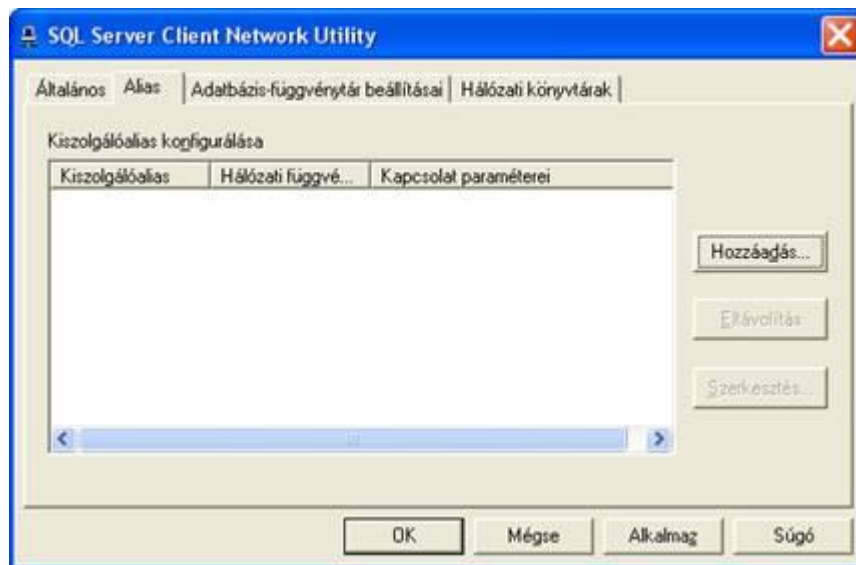 SQL Server Client Network Utility
Általános Alias Adatbázis-függvénytár beállításai Hálózati könyvtárak
Kiszolgálóalias konfigurálása
Kiszolgálóalias Hálózati függvé... Kapcsolat paraméterei
Hozzáadás...
Eltávolítás
Szerkesztés...
OK Mégse Alkalmaz Súgó